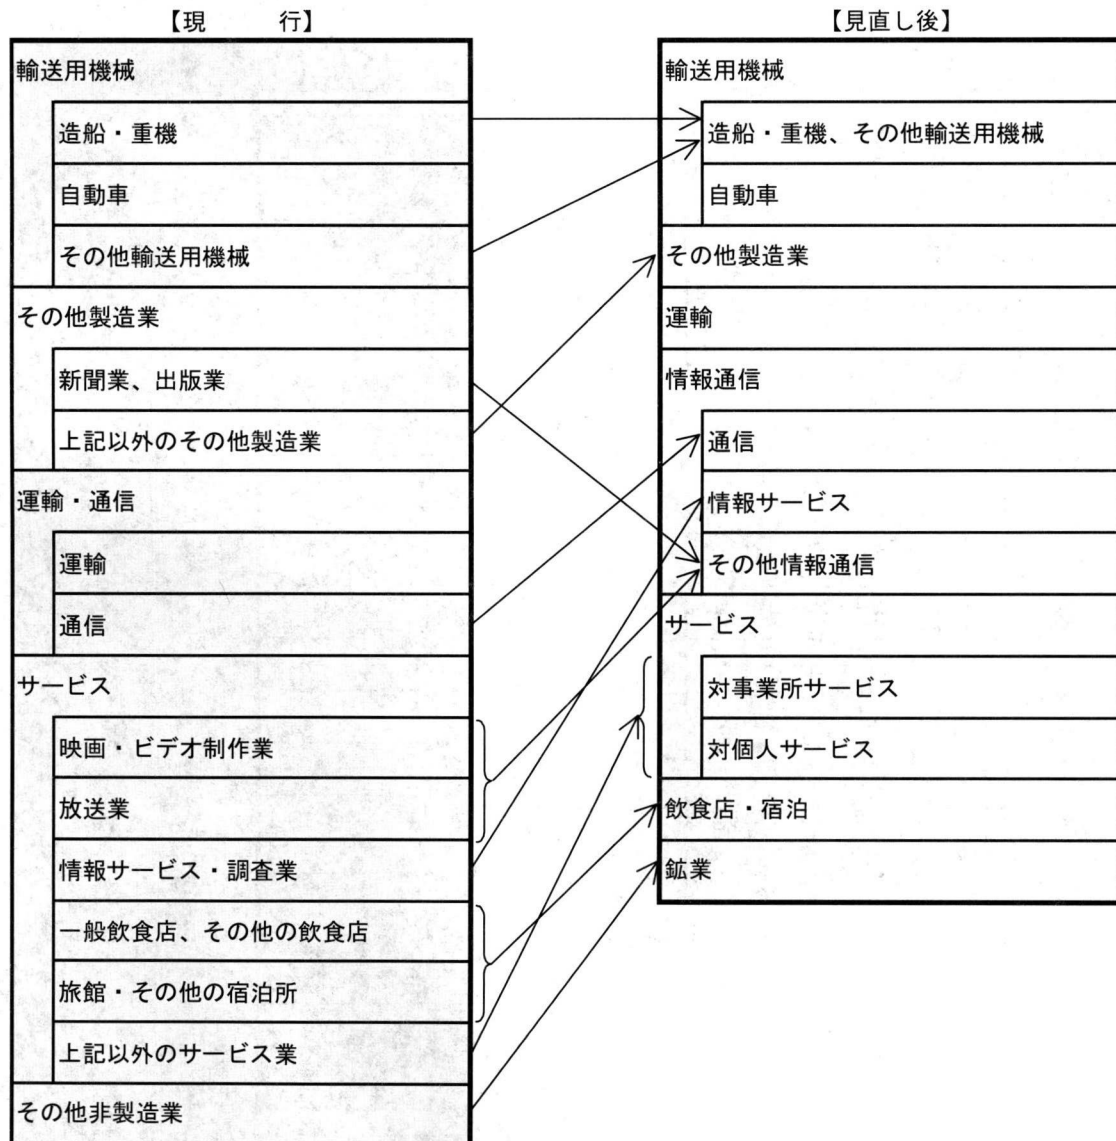 【現　　　行】
輸送用機械
造船・重機
自動車
その他輸送用機械
その他製造業
新聞業、出版業
上記以外のその他製造業
運輸・通信
運輸
通信
サービス
映画・ビデオ制作業
放送業
情報サービス・調査業
一般飲食店、その他の飲食店
旅館・その他の宿泊所
上記以外のサービス業
その他非製造業
【見直し後】
輸送用機械
造船・重機、その他輸送用機械
自動車
その他製造業
運輸
情報通信
通信
情報サービス
その他情報通信
サービス
対事業所サービス
対個人サービス
飲食店・宿泊
鉱業